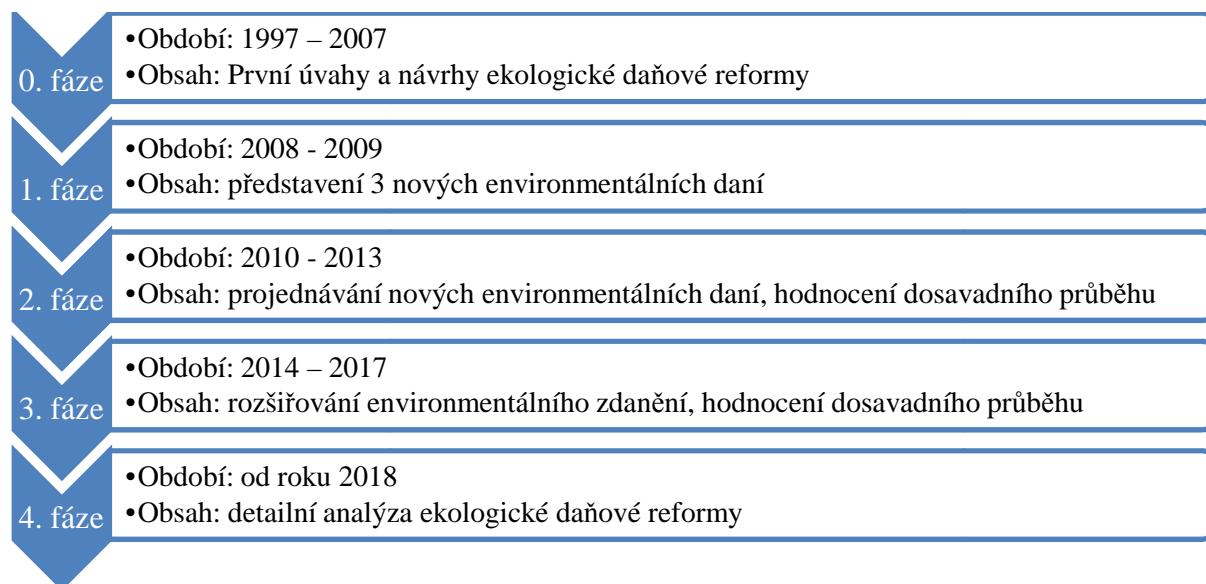 0. fáze
•Období: 1997 – 2007
•Obsah: První úvahy a návrhy ekologické daňové reformy
1. fáze
•Období: 2008 - 2009
•Obsah: představení 3 nových environmentálních daní
2. fáze
•Období: 2010 - 2013
•Obsah: projednávání nových environmentálních daní, hodnocení dosavadního průběhu
3. fáze
•Období: 2014 – 2017
•Obsah: rozšiřování environmentálního zdanění, hodnocení dosavadního průběhu
4. fáze
•Období: od roku 2018
•Obsah: detailní analýza ekologické daňové reformy